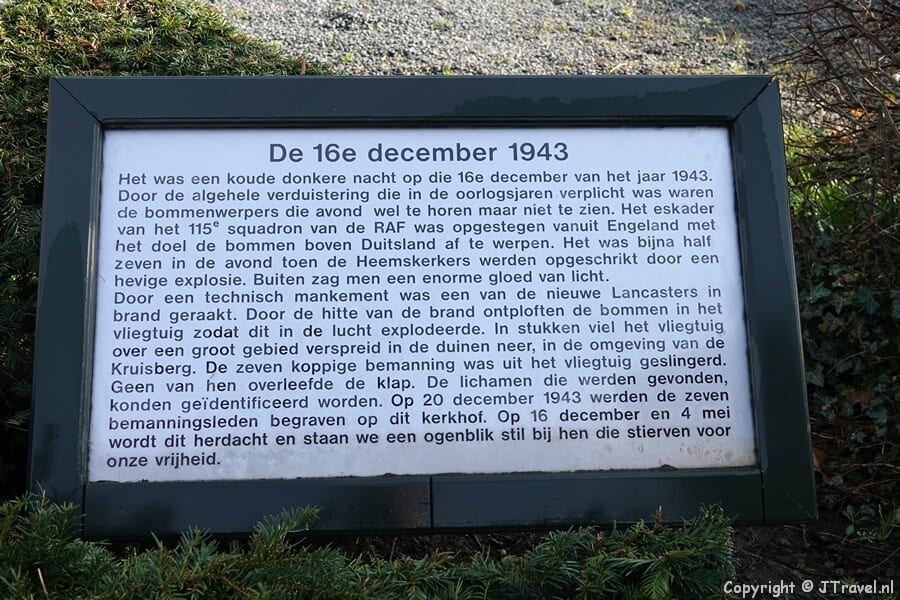 De 16e december 1943
Het was een koude donkere nacht op die 16e december van het jaar 1943.
Door de algehele verduistering die in de oorlogsjaren verplicht was waren
de bommenwerpers die avond wel te horen maar niet te zien. Het eskader
van het 115e squadron van de RAF was opgestegen vanuit Engeland met
het doel de bommen boven Duitsland af te werpen. Het was bijna half
zeven in de avond toen de Heemskerkers werden opgeschrikt door een
hevige explosie. Buiten zag men een enorme gloed van licht.
Door een technisch mankement was een van de nieuwe Lancasters in
brand geraakt. Door de hitte van de brand ontploften de bommen in het
vliegtuig zodat dit in de lucht explodeerde. In stukken viel het vliegtuig
over een groot gebied verspreid in de duinen neer, in de omgeving van de
Kruisberg. De zeven koppige bemanning was uit het vliegtuig geslingerd.
Geen van hen overleefde de klap. De lichamen die werden gevonden,
konden geïdentificeerd worden. Op 20 december 1943 werden de zeven
bemanningsleden begraven op dit kerkhof. Op 16 december en 4 mei
wordt dit herdacht en staan we een ogenblik stil bij hen die stierven voor
onze vrijheid.
Copyright © JTravel.nl